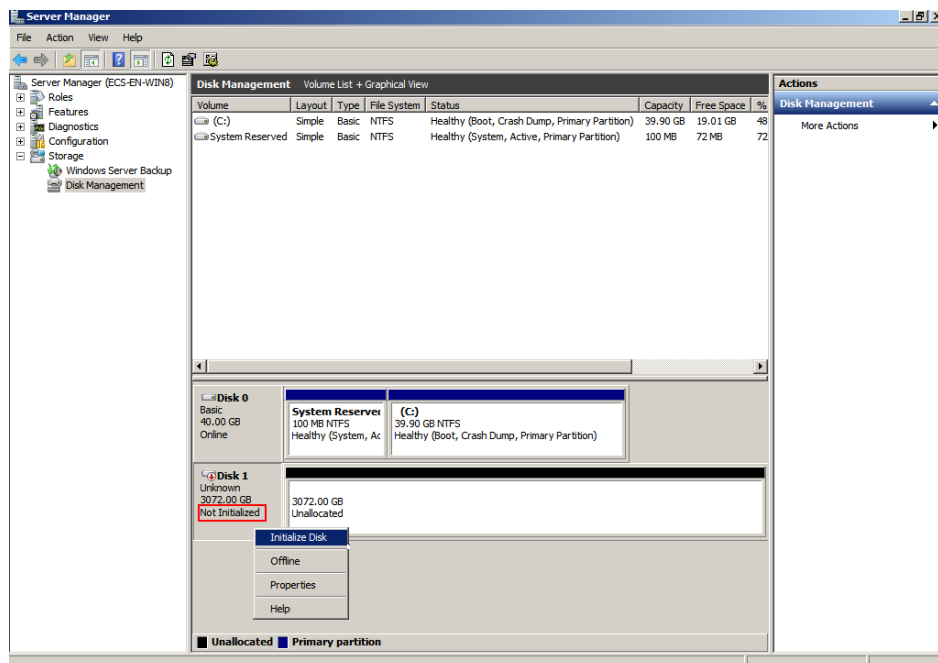 Server Manager
File Action View Help
Server Manager (ECS-EN-WIN8)
Roles
Features
Diagnostics
Configuration
Storage
Windows Server Backup
Disk Management
Disk Management Volume List + Graphical View
Volume Layout Type File System Status Capacity Free Space %
(C:) Simple Basic NTFS Healthy (Boot, Crash Dump, Primary Partition) 39.90 GB 19.01 GB 48
System Reserved Simple Basic NTFS Healthy (System, Active, Primary Partition) 100 MB 72 MB 72
Disk 0
Basic
40.00 GB
Online
System Reserved
100 MB NTFS
Healthy (System, Ac
(C:)
39.90 GB NTFS
Healthy (Boot, Crash Dump, Primary Partition)
Disk 1
Unknown
3072.00 GB
Not Initialized
3072.00 GB
Unallocated
Initialize Disk
Offline
Properties
Help
Unallocated Primary partition
Actions
Disk Management
More Actions